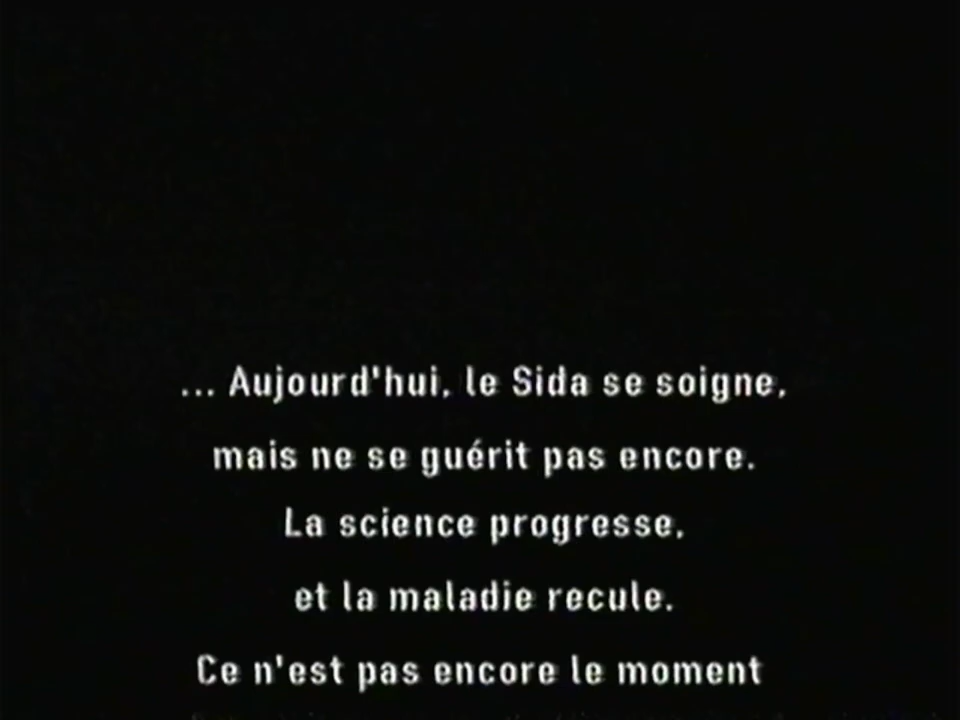 ... Aujourd'hui, le Sida se soigne,
mais ne se guérit pas encore.
La science progresse,
et la maladie recule.
Ce n'est pas encore le moment